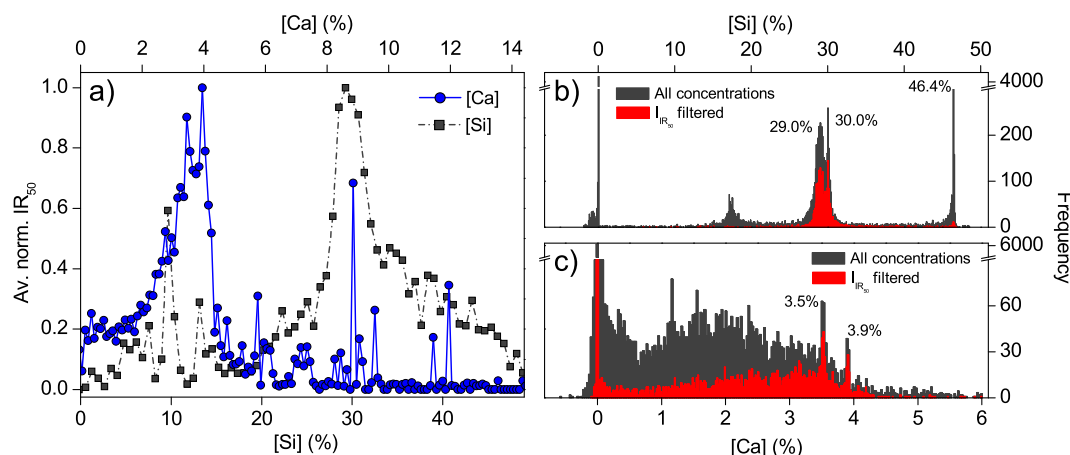 [Ca] (%)
0 2 4 6 8 10 12 14
a)
[Ca]
[Si]
Av. norm. IR50
1.0
0.8
0.6
0.4
0.2
0.0
0 10 20 30 40
[Si] (%)
[Si] (%)
0 10 20 30 40 50
b)
All concentrations
I_IR50 filtered
29.0%
30.0%
46.4%
4000
200
100
0
Frequency
c)
All concentrations
I_IR50 filtered
3.5%
3.9%
6000
60
30
0
0 1 2 3 4 5 6
[Ca] (%)